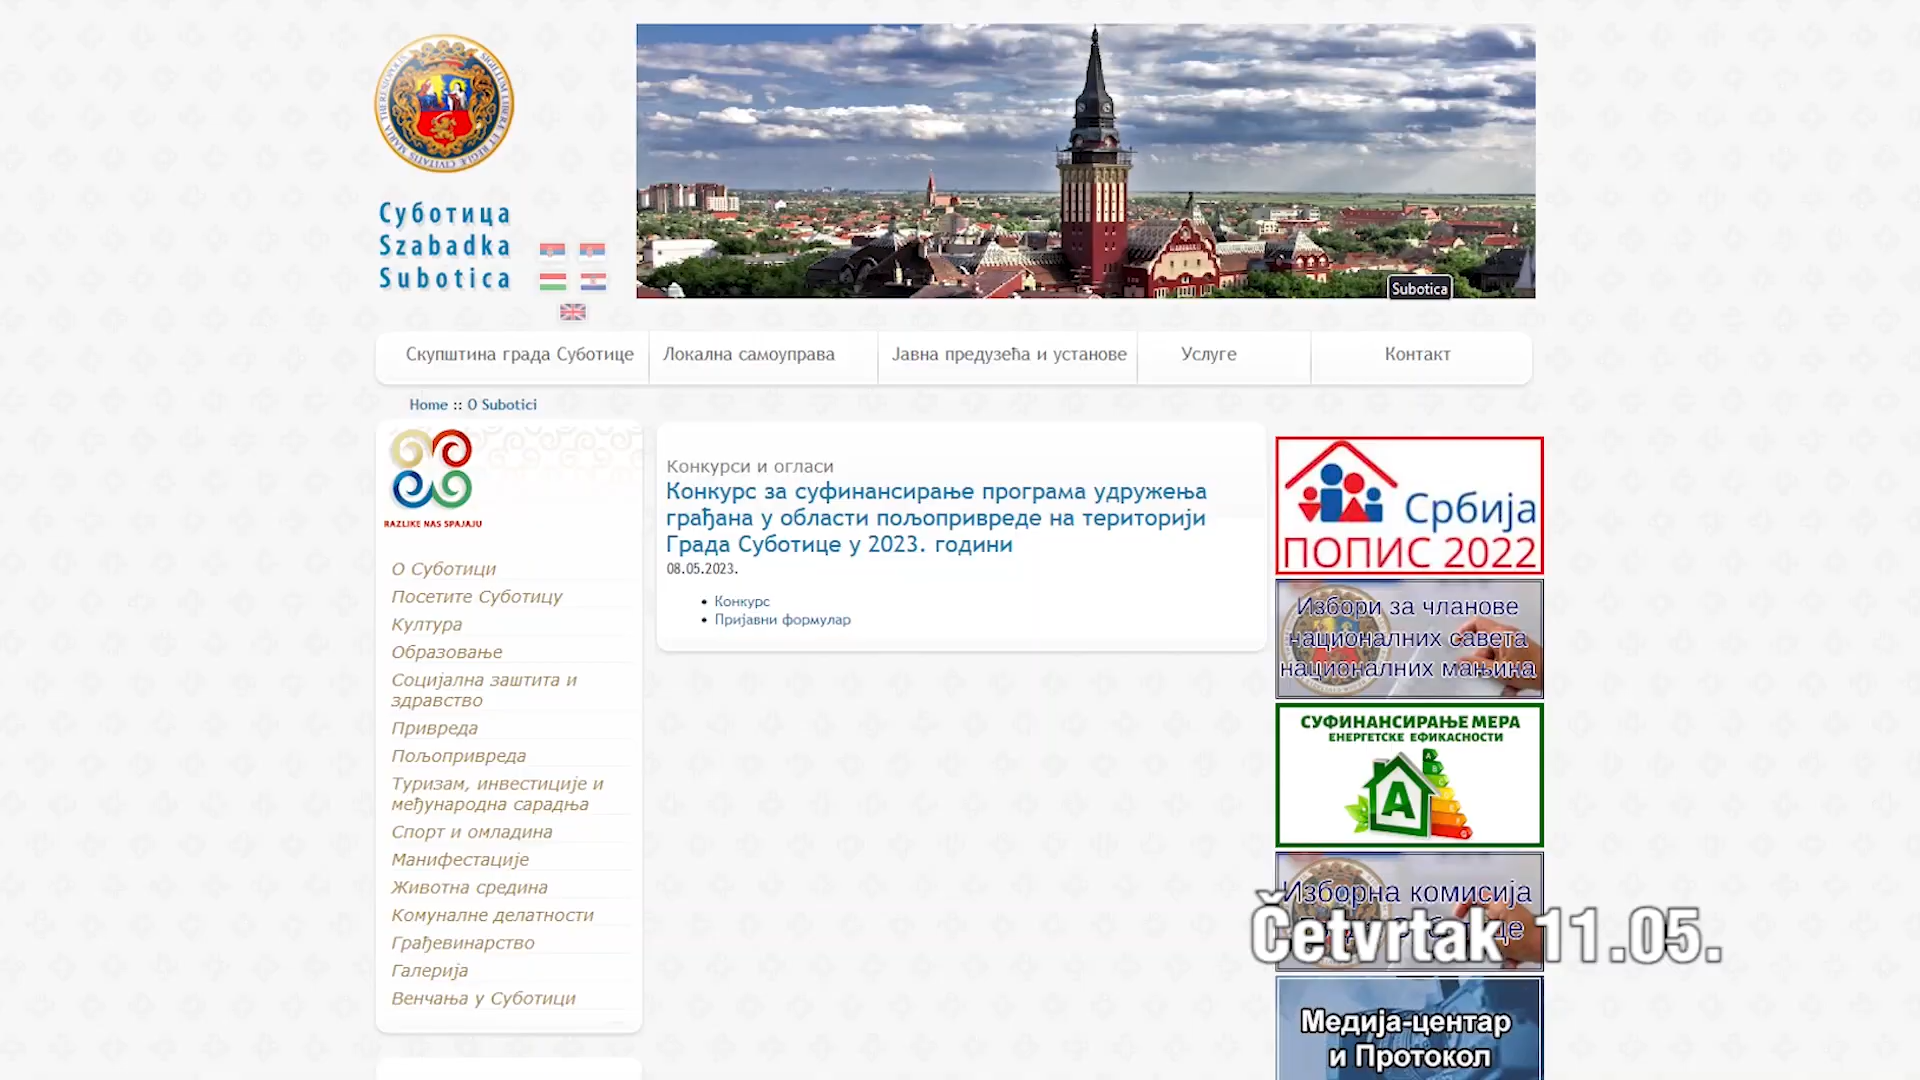 Суботица
Szabadka
Subotica
Subotica
Скупштина града Суботице
Локална самоуправа
Јавна предузећа и установе
Услуге
Контакт
Home :: O Subotici
RAZLIKE NAS SPAJAJU
О Суботици
Посетите Суботицу
Култура
Образовање
Социјална заштита и
здравство
Привреда
Пољопривреда
Туризам, инвестиције и
међународна сарадња
Спорт и омладина
Манифестације
Животна средина
Комуналне делатности
Грађевинарство
Галерија
Венчања у Суботици
Конкурси и огласи
Конкурс за суфинансирање програма удружења
грађана у области пољопривреде на територији
Града Суботице у 2023. години
08.05.2023.
Конкурс
Пријавни формулар
Србија
ПОПИС 2022
Избори за чланове
националних савета
националних мањина
СУФИНАНСИРАЊЕ МЕРА
ЕНЕРГЕТСКЕ ЕФИКАСНОСТИ
A
Изборна комисија
Četvrtak 11.05.
Медија-центар
и Протокол